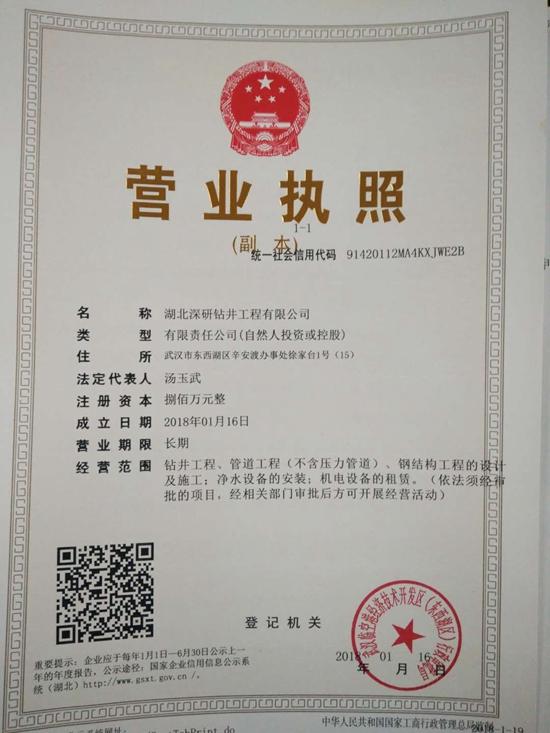 营业执照
1-1
(副 本)
统一社会信用代码 91420112MA4KXJWE2B
名 称 湖北深研钻井工程有限公司
类 型 有限责任公司(自然人投资或控股)
住 所 武汉市东西湖区辛安渡办事处徐家台1号（15）
法定代表人 汤玉武
注册资本 捌佰万元整
成立日期 2018年01月16日
营业期限 长期
经营范围 钻井工程、管道工程（不含压力管道）、钢结构工程的设计
及施工；净水设备的安装；机电设备的租赁。（依法须经审
批的项目，经相关部门审批后方可开展经营活动）
登记机关
2018 01 16
年 月 日
重要提示：企业应于每年1月1日—6月30日公示上一
年的年度报告，公示途径：国家企业信用信息公示系
统（湖北）http://www.gsxt.gov.cn /。
中华人民共和国国家工商行政管理总局监制
2018-1-19